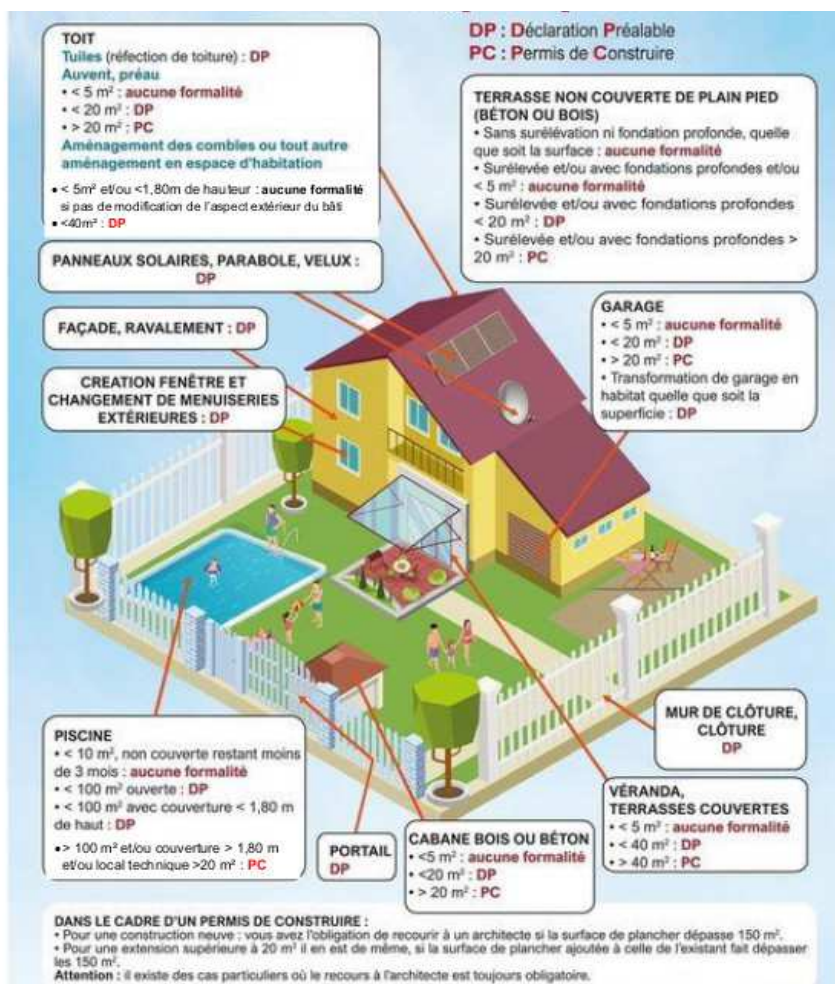 DP : Déclaration Préalable
PC : Permis de Construire
TOIT
Tuiles (réfection de toiture) : DP
Auvent, préau
• < 5 m² : aucune formalité
• < 20 m² : DP
• > 20 m² : PC
Aménagement des combles ou tout autre
aménagement en espace d'habitation
• < 5m² et/ou <1,80m de hauteur : aucune formalité
si pas de modification de l'aspect extérieur du bâti
• <40m² : DP
TERRASSE NON COUVERTE DE PLAIN PIED
(BÉTON OU BOIS)
• Sans surélévation ni fondation profonde, quelle
que soit la surface : aucune formalité
• Surélevée et/ou avec fondations profondes et/ou
< 5 m² : aucune formalité
• Surélevée et/ou avec fondations profondes
< 20 m² : DP
• Surélevée et/ou avec fondations profondes >
20 m² : PC
PANNEAUX SOLAIRES, PARABOLE, VELUX :
DP
FAÇADE, RAVALEMENT : DP
CREATION FENÊTRE ET
CHANGEMENT DE MENUISERIES
EXTÉRIEURES : DP
GARAGE
• < 5 m² : aucune formalité
• < 20 m² : DP
• > 20 m² : PC
• Transformation de garage en
habitat quelle que soit la
superficie : DP
PISCINE
• < 10 m², non couverte restant moins
de 3 mois : aucune formalité
• < 100 m² ouverte : DP
• < 100 m² avec couverture < 1,80 m
de haut : DP
• > 100 m² et/ou couverture > 1,80 m
et/ou local technique >20 m² : PC
PORTAIL
DP
CABANE BOIS OU BÉTON
• <5 m² : aucune formalité
• <20 m² : DP
• > 20 m² : PC
MUR DE CLÔTURE,
CLÔTURE
DP
VÉRANDA,
TERRASSES COUVERTES
• < 5 m² : aucune formalité
• < 40 m² : DP
• > 40 m² : PC
DANS LE CADRE D'UN PERMIS DE CONSTRUIRE :
• Pour une construction neuve : vous avez l'obligation de recourir à un architecte si la surface de plancher dépasse 150 m².
• Pour une extension supérieure à 20 m² il en est de même, si la surface de plancher ajoutée à celle de l'existant fait dépasser
les 150 m².
Attention : il existe des cas particuliers où le recours à l'architecte est toujours obligatoire.